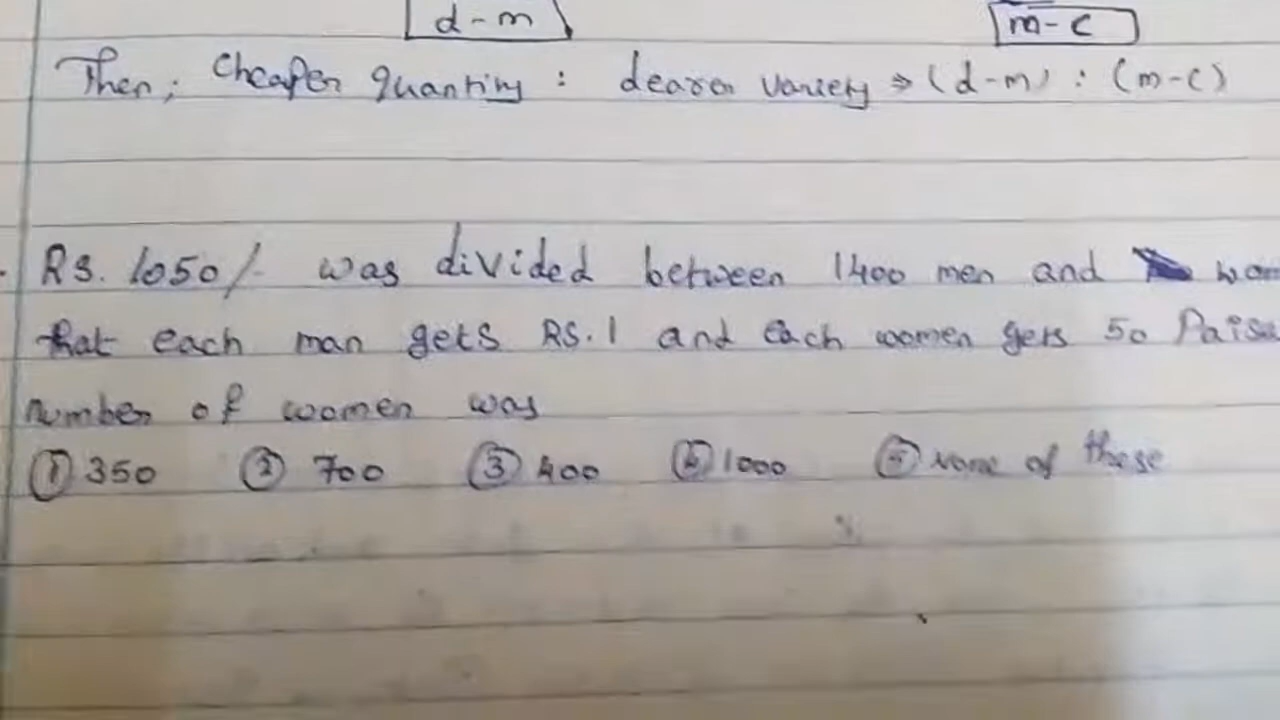 d-m
m-c
Then; Cheaper quantity : dearer variety ⇒ (d-m) : (m-c)
Rs. 1050/- was divided between 1400 men and
that each man gets RS.1 and each women gets 50 Paisa
number of women was
① 350 ② 700 ③ 400 ④ 1000 ⑤ None of these